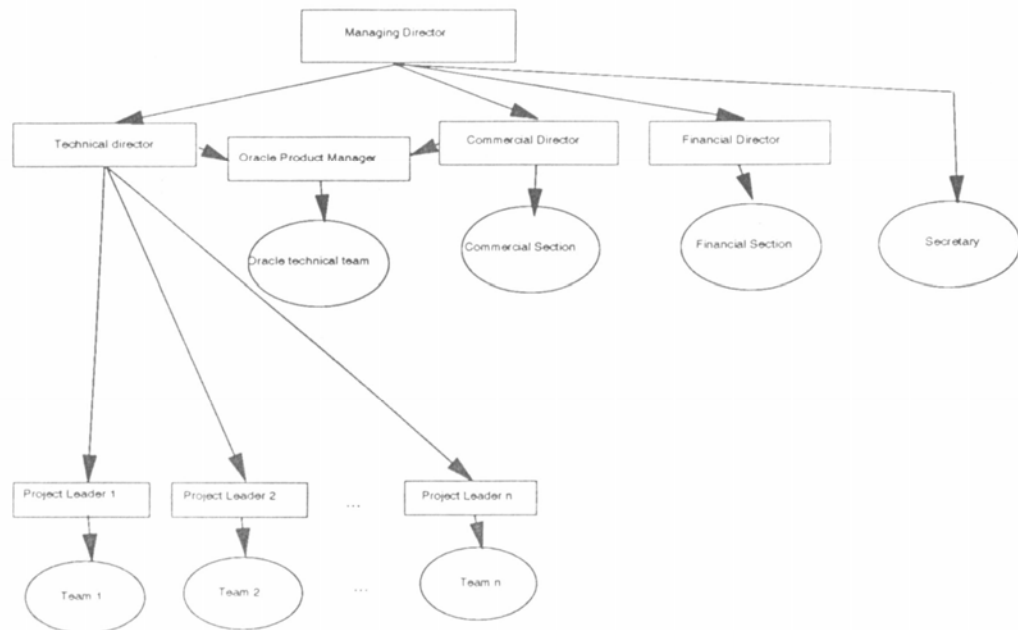 Managing Director
Technical director
Oracle Product Manager
Commercial Director
Financial Director
Oracle technical team
Commercial Section
Financial Section
Secretary
Project Leader 1
Project Leader 2
...
Project Leader n
Team 1
Team 2
...
Team n